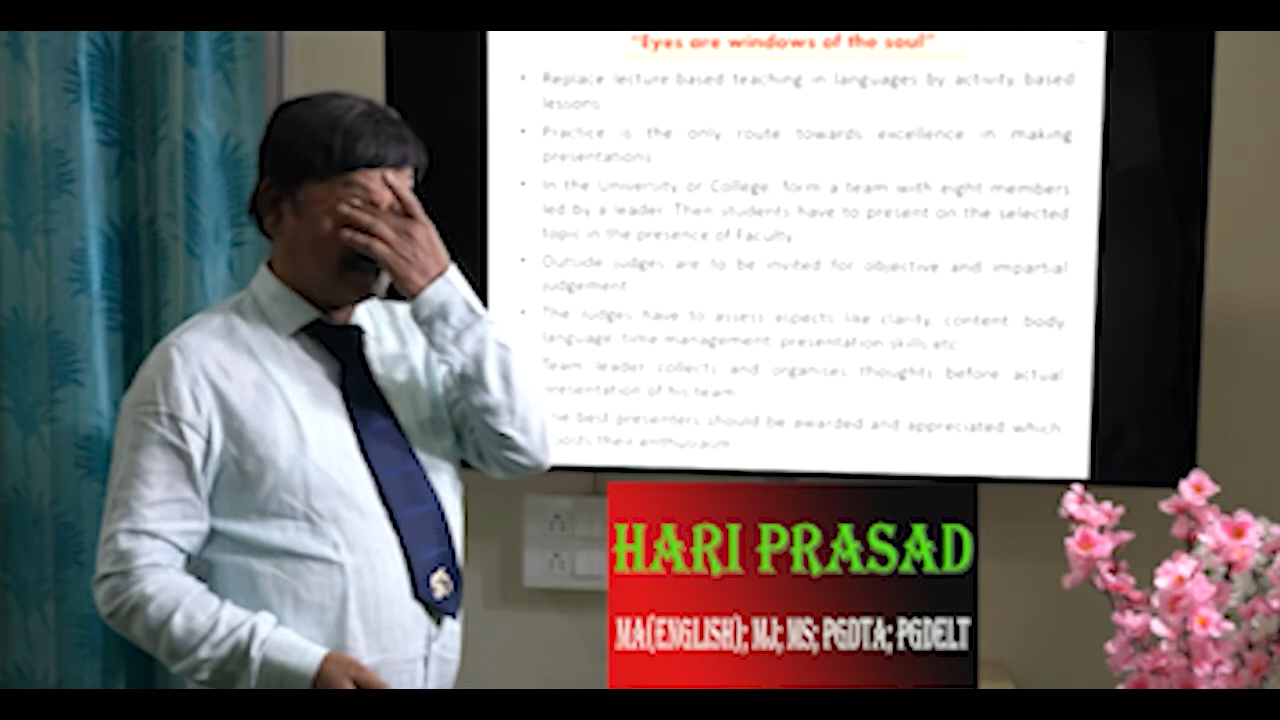 "Eyes are windows of the soul"
• Replace lecture based teaching in languages by activity based
lessons
• Practice is the only route towards excellence in making
presentations
• In the University or College, form a team with eight members
led by a leader. Then students have to present on the selected
topic in the presence of Faculty
• Outside judges are to be invited for objective and impartial
judgement
• The judges have to assess aspects like clarity, content, body
language, time management, presentation skills etc
Team leader collects and organises thoughts before actual
presentation of his team
The best presenters should be awarded and appreciated which
their
HARI PRASAD
MA(ENGLISH); MJ; MS; PGDTA; PGDELT